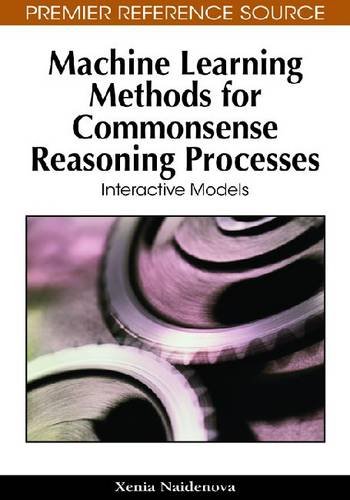 PREMIER REFERENCE SOURCE
Machine Learning
Methods for
Commonsense
Reasoning Processes
Interactive Models
Xenia Naidenova